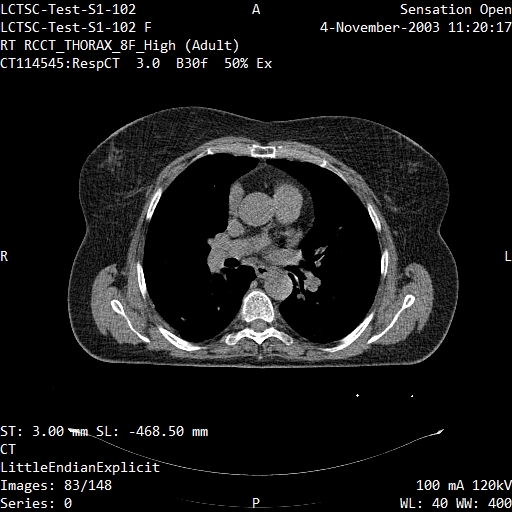 LCTSC-Test-S1-102 A Sensation Open
LCTSC-Test-S1-102 F 4-November-2003 11:20:17
RT RCCT_THORAX_8F_High (Adult)
CT114545:RespCT 3.0 B30f 50% Ex
R L
ST: 3.00 mm SL: -468.50 mm
CT
LittleEndianExplicit
Images: 83/148 100 mA 120kV
Series: 0 P WL: 40 WW: 400